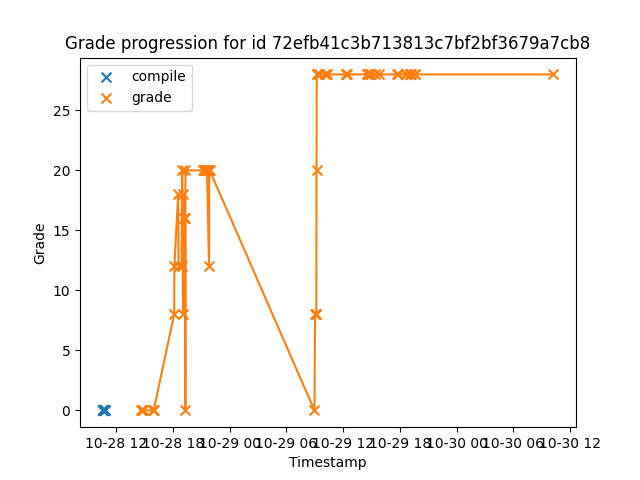 Grade progression for id 72efb41c3b713813c7bf2bf3679a7cb8
compile
grade
Grade
25
20
15
10
5
0
10-28 12 10-28 18 10-29 00 10-29 06 10-29 12 10-29 18 10-30 00 10-30 06 10-30 12
Timestamp